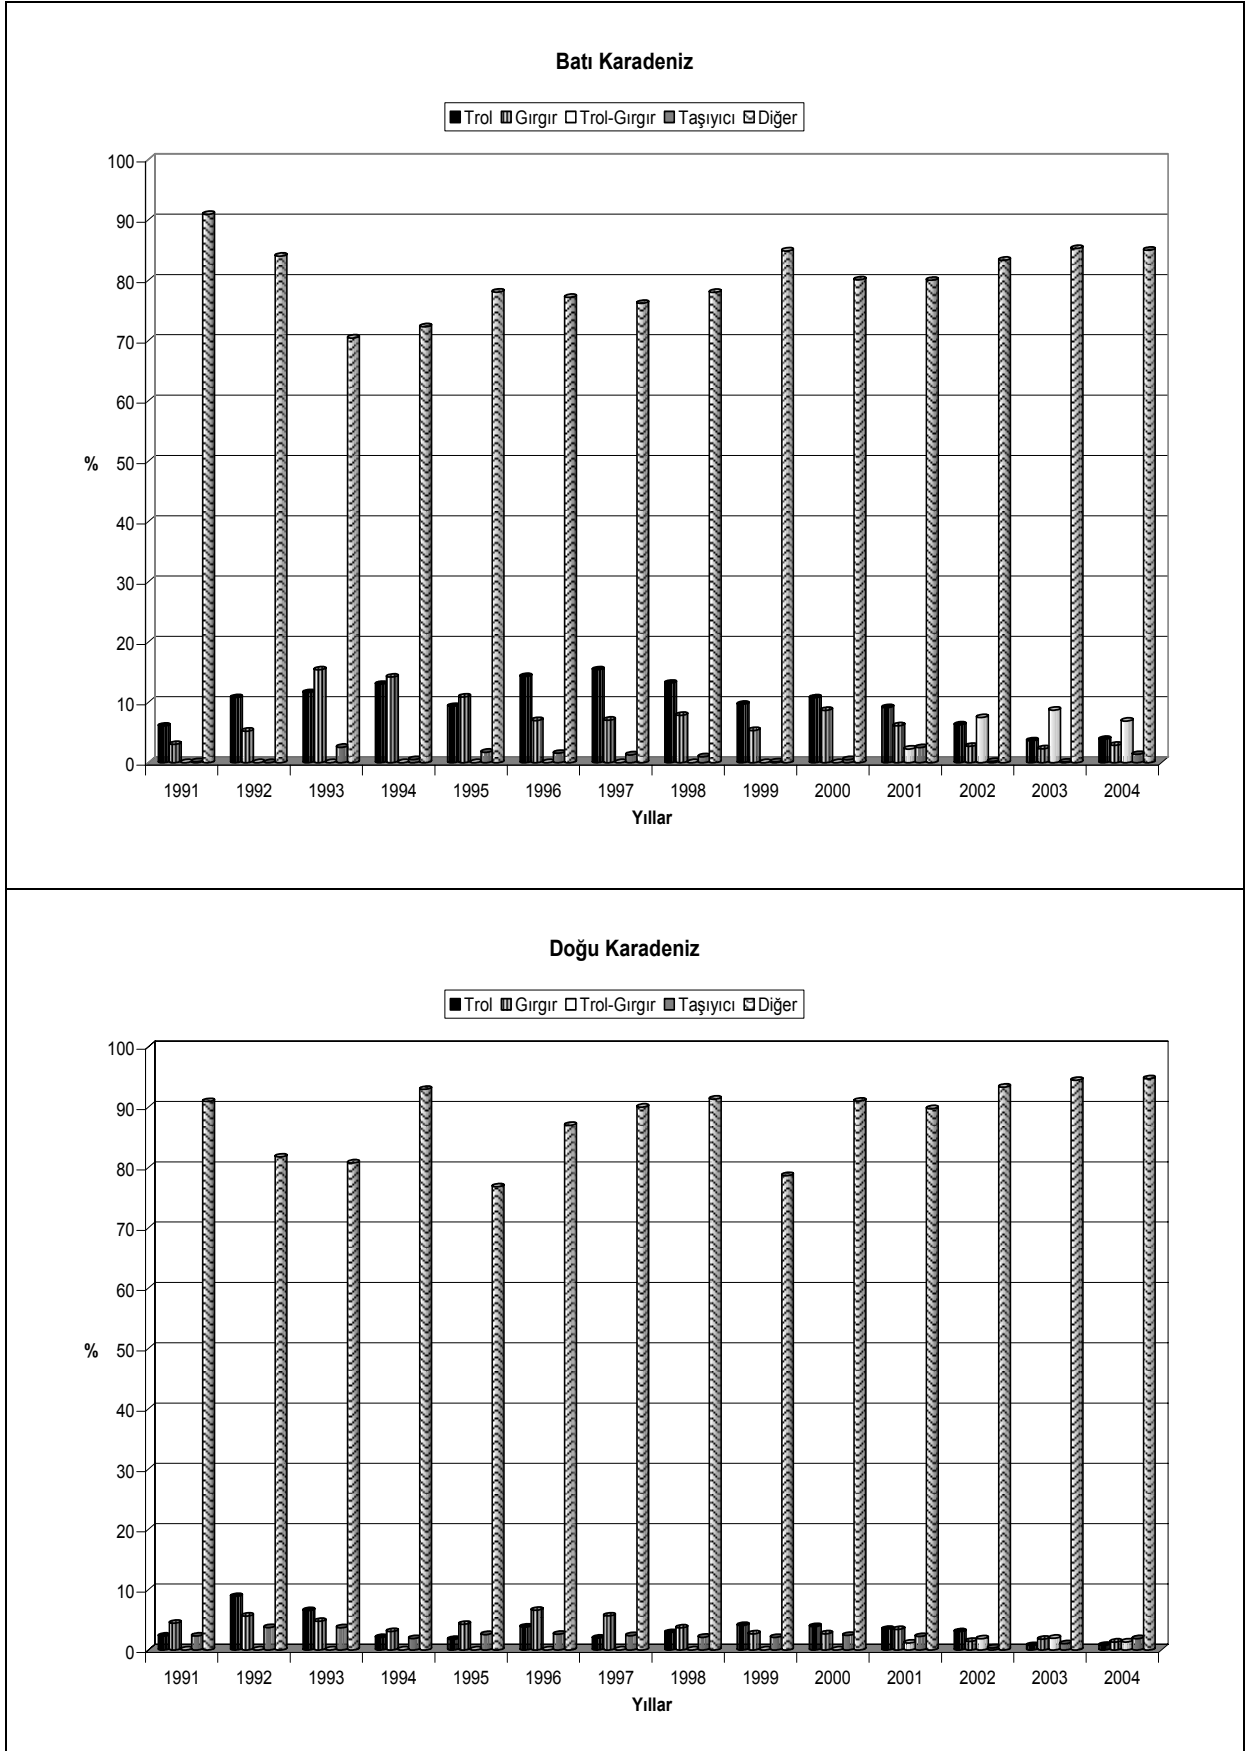 Batı Karadeniz
Trol Gırgır Trol-Gırgır Taşıyıcı Diğer
100
90
80
70
60
% 50
40
30
20
10
0
1991 1992 1993 1994 1995 1996 1997 1998 1999 2000 2001 2002 2003 2004
Yıllar
Doğu Karadeniz
Trol Gırgır Trol-Gırgır Taşıyıcı Diğer
100
90
80
70
60
% 50
40
30
20
10
0
1991 1992 1993 1994 1995 1996 1997 1998 1999 2000 2001 2002 2003 2004
Yıllar